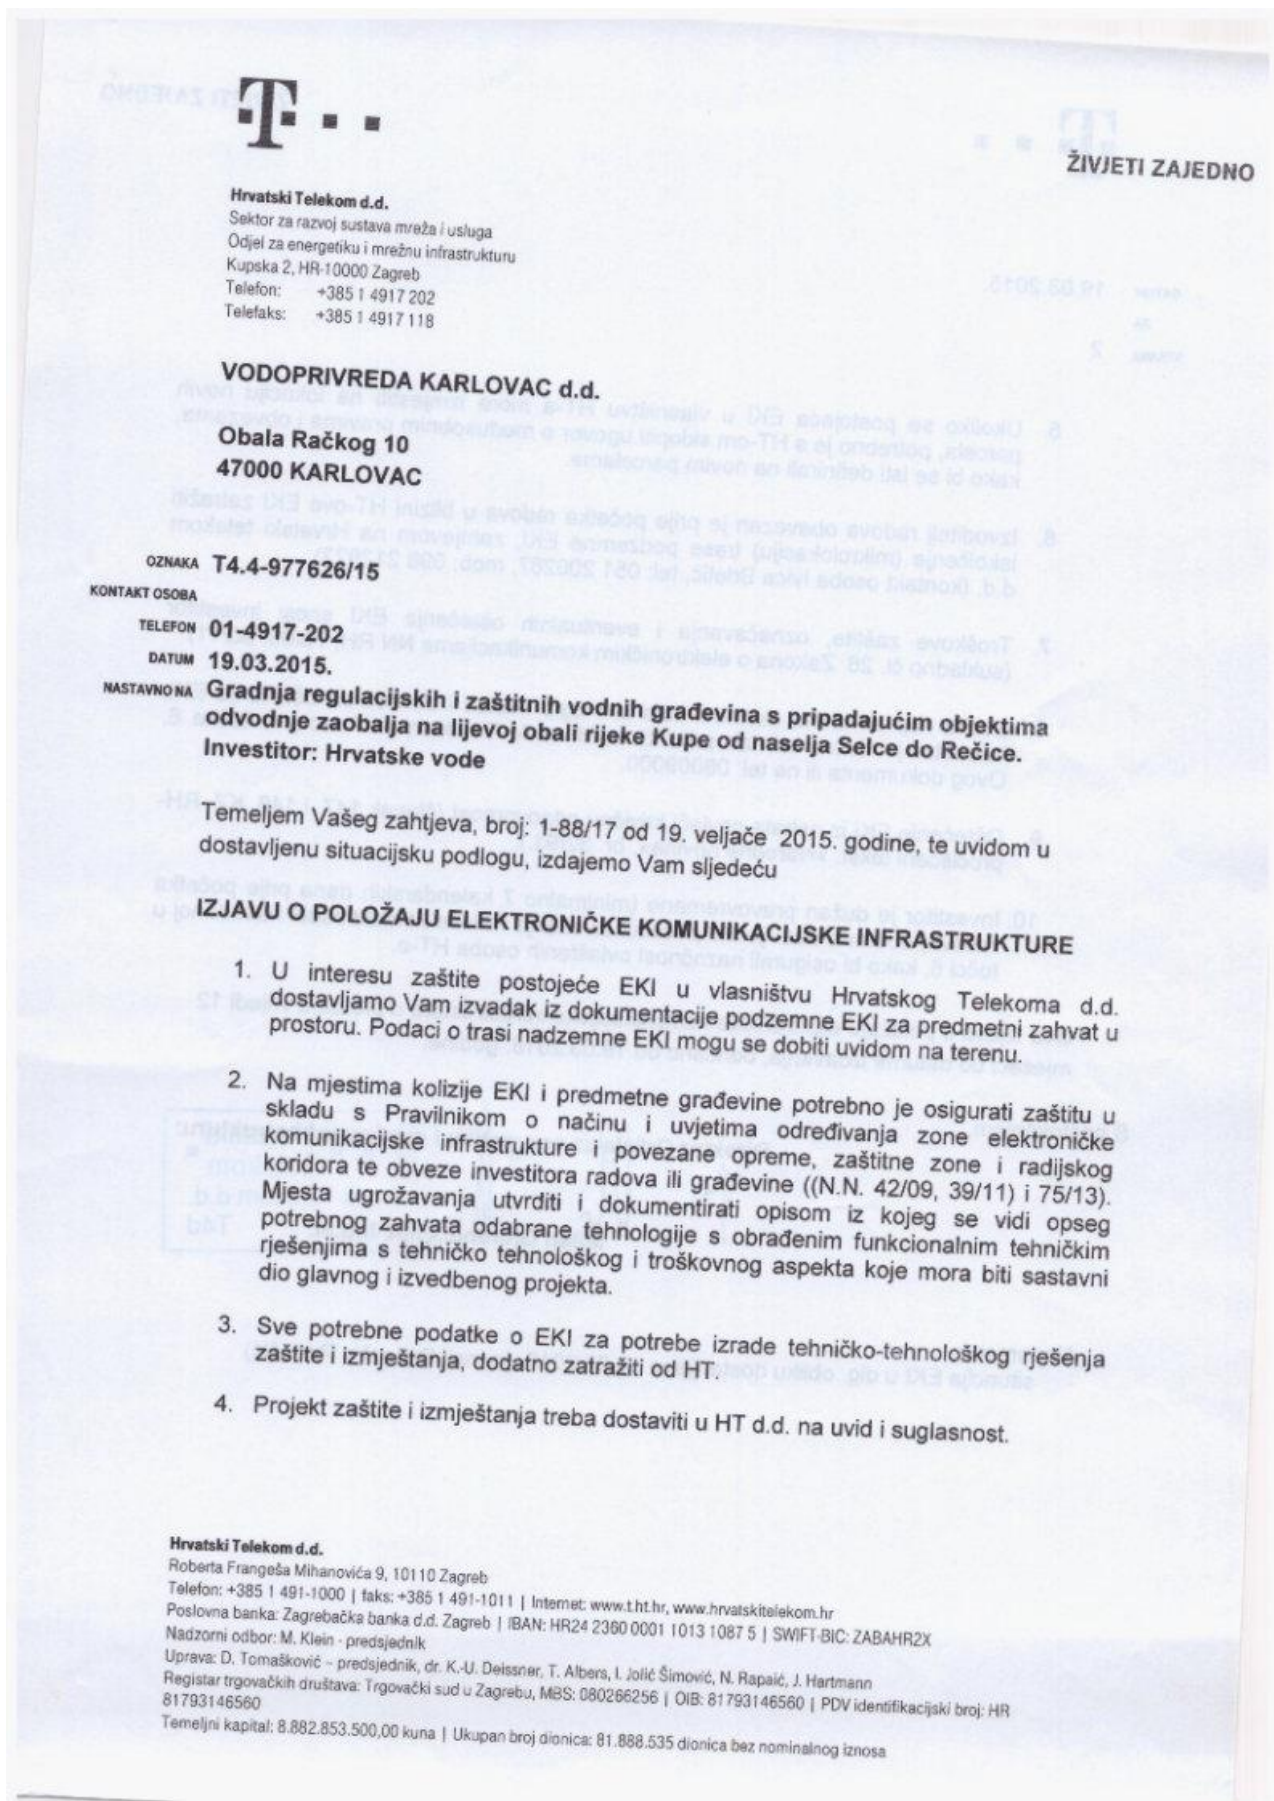 T
ŽIVJETI ZAJEDNO
Hrvatski Telekom d.d.
Sektor za razvoj sustava mreža i usluga
Odjel za energetiku i mrežnu infrastrukturu
Kupska 2, HR-10000 Zagreb
Telefon: +385 1 4917 202
Telefaks: +385 1 4917 118
VODOPRIVREDA KARLOVAC d.d.
Obala Račkog 10
47000 KARLOVAC
OZNAKA T4.4-977626/15
KONTAKT OSOBA
TELEFON 01-4917-202
DATUM 19.03.2015.
NASTAVNO NA Gradnja regulacijskih i zaštitnih vodnih građevina s pripadajućim objektima
odvodnje zaobalja na lijevoj obali rijeke Kupe od naselja Selce do Rečice.
Investitor: Hrvatske vode
Temeljem Vašeg zahtjeva, broj: 1-88/17 od 19. veljače 2015. godine, te uvidom u
dostavljenu situacijsku podlogu, izdajemo Vam sljedeću
IZJAVU O POLOŽAJU ELEKTRONIČKE KOMUNIKACIJSKE INFRASTRUKTURE
1. U interesu zaštite postojeće EKI u vlasništvu Hrvatskog Telekoma d.d.
dostavljamo Vam izvadak iz dokumentacije podzemne EKI za predmetni zahvat u
prostoru. Podaci o trasi nadzemne EKI mogu se dobiti uvidom na terenu.
2. Na mjestima kolizije EKI i predmetne građevine potrebno je osigurati zaštitu u
skladu s Pravilnikom o načinu i uvjetima određivanja zone elektroničke
komunikacijske infrastrukture i povezane opreme, zaštitne zone i radijskog
koridora te obveze investitora radova ili građevine ((N.N. 42/09, 39/11) i 75/13).
Mjesta ugrožavanja utvrditi i dokumentirati opisom iz kojeg se vidi opseg
potrebnog zahvata odabrane tehnologije s obrađenim funkcionalnim tehničkim
rješenjima s tehničko tehnološkog i troškovnog aspekta koje mora biti sastavni
dio glavnog i izvedbenog projekta.
3. Sve potrebne podatke o EKI za potrebe izrade tehničko-tehnološkog rješenja
zaštite i izmještanja, dodatno zatražiti od HT.
4. Projekt zaštite i izmještanja treba dostaviti u HT d.d. na uvid i suglasnost.
Hrvatski Telekom d.d.
Roberta Frangeša Mihanovića 9, 10110 Zagreb
Telefon: +385 1 491-1000 | faks: +385 1 491-1011 | Internet: www.t.ht.hr, www.hrvatskitelekom.hr
Poslovna banka: Zagrebačka banka d.d. Zagreb | IBAN: HR24 2360 0001 1013 1087 5 | SWIFT-BIC: ZABAHR2X
Nadzorni odbor: M. Klein - predsjednik
Uprava: D. Tomašković – predsjednik, dr. K.-U. Deissner, T. Albers, I. Jolić Šimović, N. Rapaić, J. Hartmann
Registar trgovačkih društava: Trgovački sud u Zagrebu, MBS: 080266256 | OIB: 81793146560 | PDV identifikacijski broj: HR
81793146560
Temeljni kapital: 8.882.853.500,00 kuna | Ukupan broj dionica: 81.888.535 dionica bez nominalnog iznosa